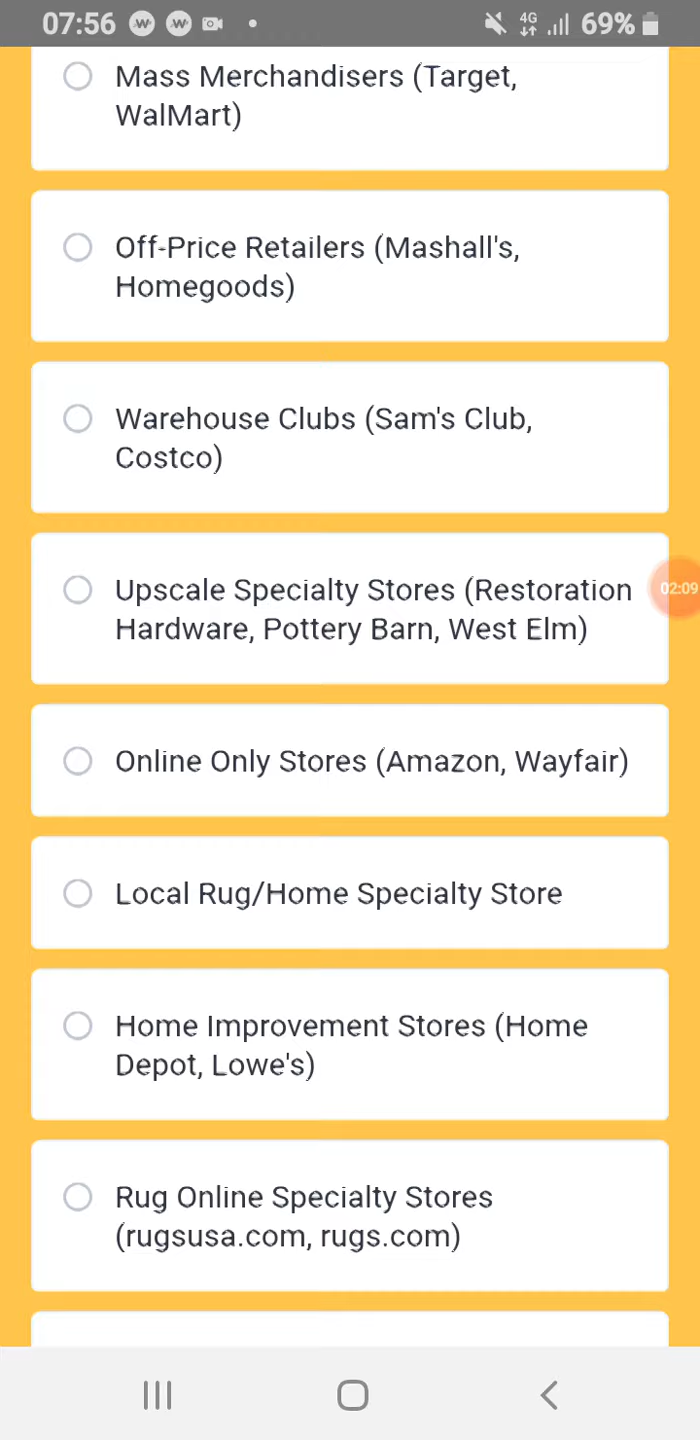 07:56
4G 69%
Mass Merchandisers (Target,
WalMart)
Off-Price Retailers (Mashall's,
Homegoods)
Warehouse Clubs (Sam's Club,
Costco)
Upscale Specialty Stores (Restoration
Hardware, Pottery Barn, West Elm)
02:09
Online Only Stores (Amazon, Wayfair)
Local Rug/Home Specialty Store
Home Improvement Stores (Home
Depot, Lowe's)
Rug Online Specialty Stores
(rugsusa.com, rugs.com)